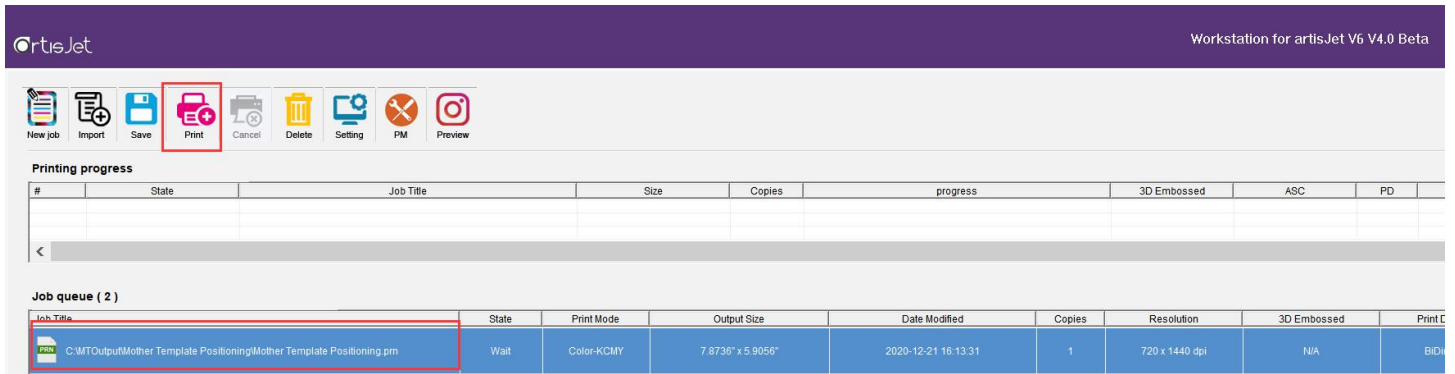 artisJet
Workstation for artisJet V6 V4.0 Beta
New job Import Save Print Cancel Delete Setting PM Preview
Printing progress
# State Job Title Size Copies progress 3D Embossed ASC PD
Job queue ( 2 )
Job Title State Print Mode Output Size Date Modified Copies Resolution 3D Embossed Print D
PRN C:\MTOutput\Mother Template Positioning\Mother Template Positioning.prn Wait Color-KCMY 7.8736" x 5.9056" 2020-12-21 16:13:31 1 720 x 1440 dpi N/A BiDi